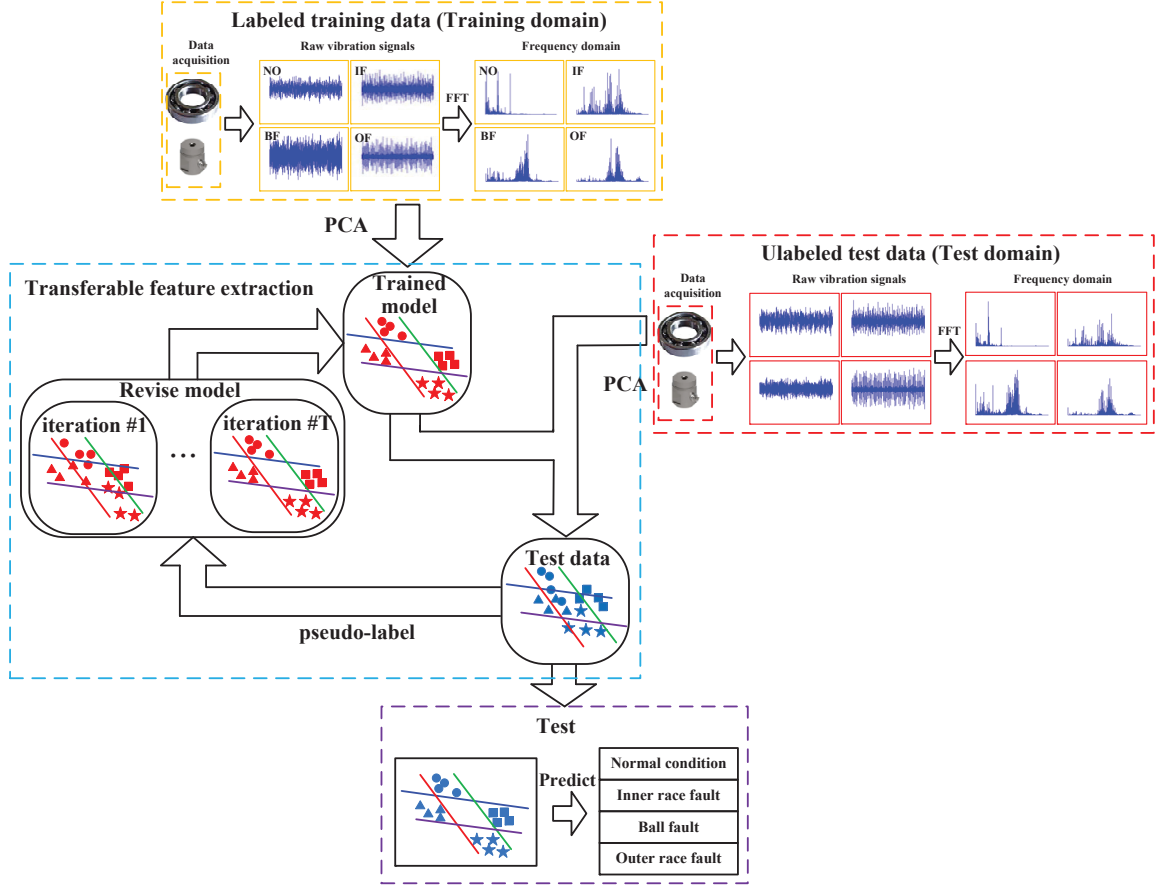 Labeled training data (Training domain)
Data
acquisition
Raw vibration signals
Frequency domain
NO
IF
BF
OF
FFT
NO
IF
BF
OF
PCA
Ulabeled test data (Test domain)
Data
acquisition
Raw vibration signals
Frequency domain
FFT
PCA
Transferable feature extraction
Trained
model
Revise model
iteration #1
...
iteration #T
Test data
pseudo-label
Test
Predict
Normal condition
Inner race fault
Ball fault
Outer race fault